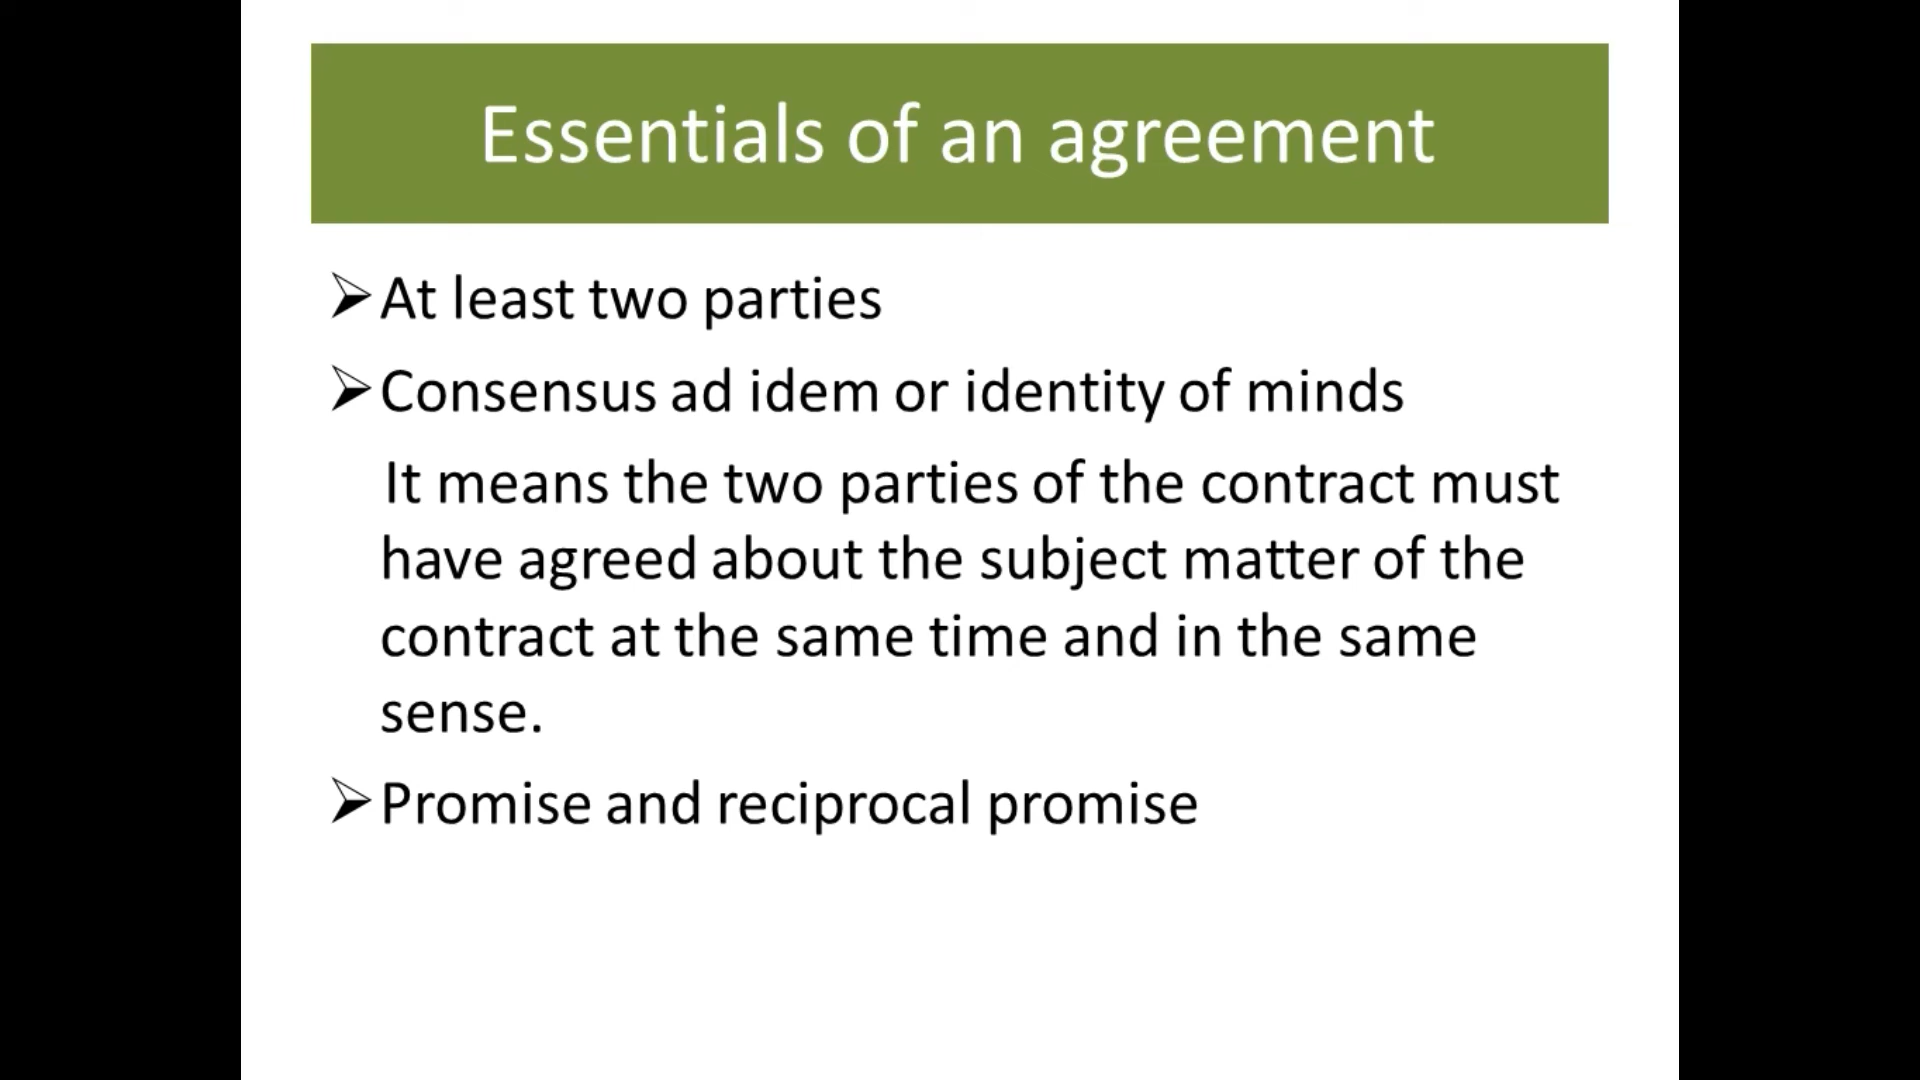 Essentials of an agreement
➢At least two parties
➢Consensus ad idem or identity of minds
It means the two parties of the contract must
have agreed about the subject matter of the
contract at the same time and in the same
sense.
➢Promise and reciprocal promise